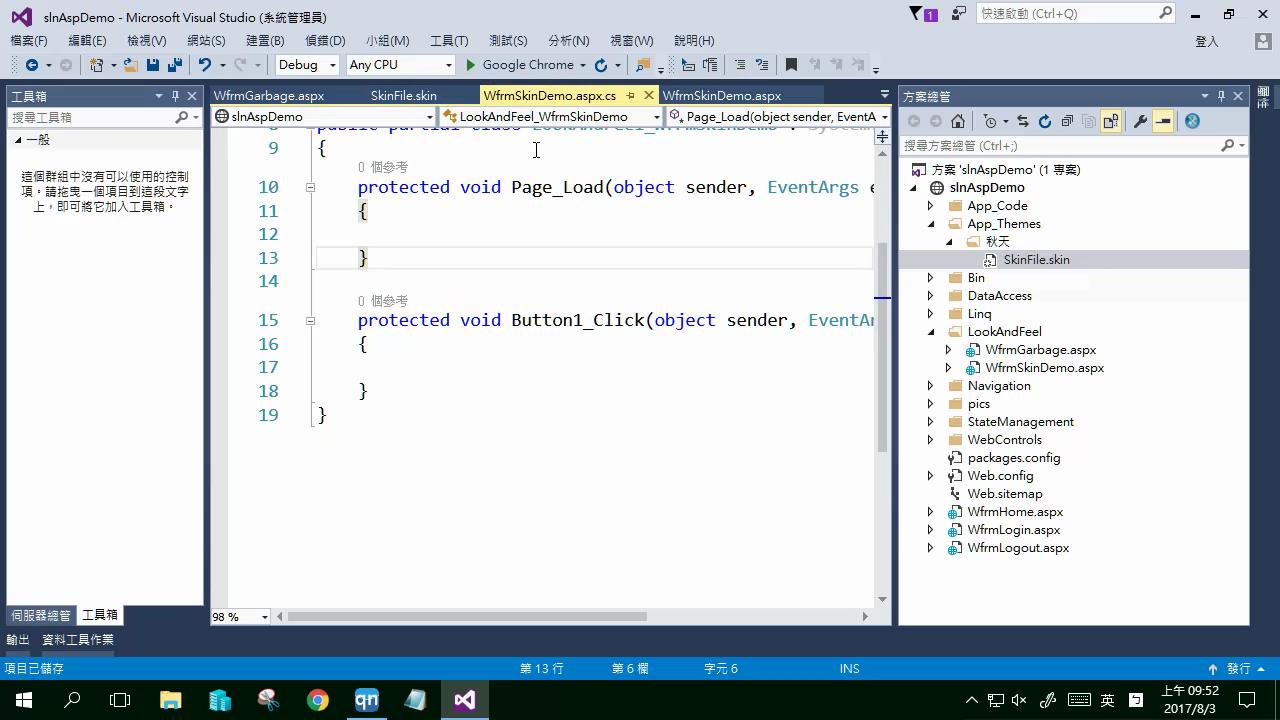 slnAspDemo - Microsoft Visual Studio (系統管理員)
1
快速啟動 (Ctrl+Q)
檔案(F) 編輯(E) 檢視(V) 網站(S) 建置(B) 偵錯(D) 小組(M) 工具(T) 測試(S) 分析(N) 視窗(W) 說明(H)
登入
Debug Any CPU Google Chrome
工具箱
搜尋工具箱
一般
這個群組中沒有可以使用的控制
項。請拖曳一個項目到這段文字
上，即可將它加入工具箱。
伺服器總管 工具箱
輸出 資料工具作業
WfrmGarbage.aspx SkinFile.skin WfrmSkinDemo.aspx.cs WfrmSkinDemo.aspx
slnAspDemo LookAndFeel_WfrmSkinDemo Page_Load(object sender, EventA
8 public partial class LookAndFeel_WfrmSkinDemo : System
9 {
0 個參考
10 protected void Page_Load(object sender, EventArgs e
11 {
12
13 }
14
0 個參考
15 protected void Button1_Click(object sender, EventAr
16 {
17
18 }
19 }
98 %
方案總管
搜尋方案總管 (Ctrl+;)
方案 'slnAspDemo' (1 專案)
slnAspDemo
App_Code
App_Themes
秋天
SkinFile.skin
Bin
DataAccess
Linq
LookAndFeel
WfrmGarbage.aspx
WfrmSkinDemo.aspx
Navigation
pics
StateManagement
WebControls
packages.config
Web.config
Web.sitemap
WfrmHome.aspx
WfrmLogin.aspx
WfrmLogout.aspx
項目已儲存 第 13 行 第 6 欄 字元 6 INS 發行
qn
英
上午 09:52
2017/8/3